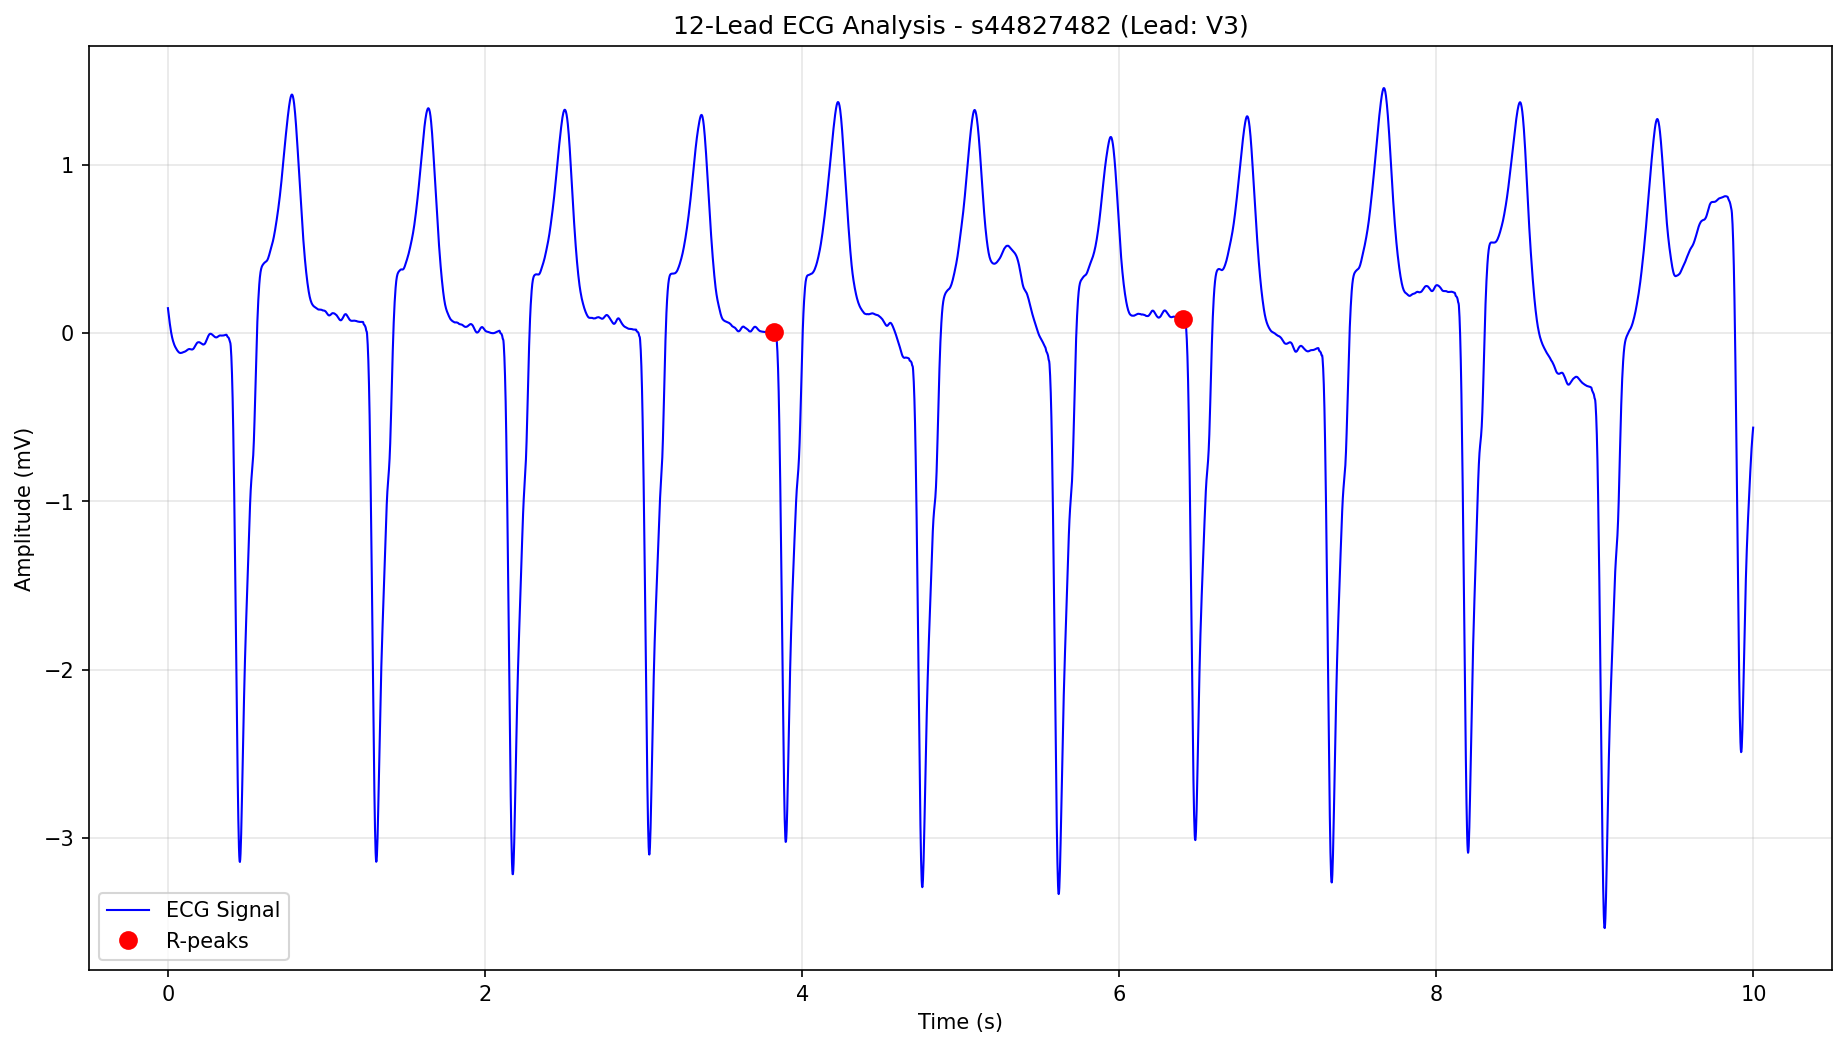 12-Lead ECG Analysis - s44827482 (Lead: V3)
Amplitude (mV)
1
0
−1
−2
−3
ECG Signal
R-peaks
0 2 4 6 8 10
Time (s)